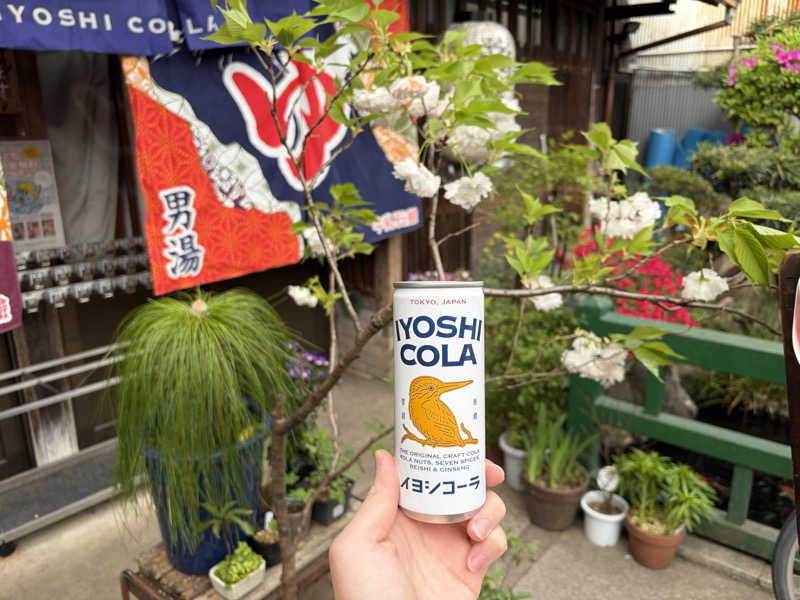 IYOSHI COLA
男湯
TOKYO, JAPAN
IYOSHI
COLA
THE ORIGINAL CRAFT COLA
KOLA NUTS, SEVEN SPICES,
REISHI & GINSENG
イヨシコーラ